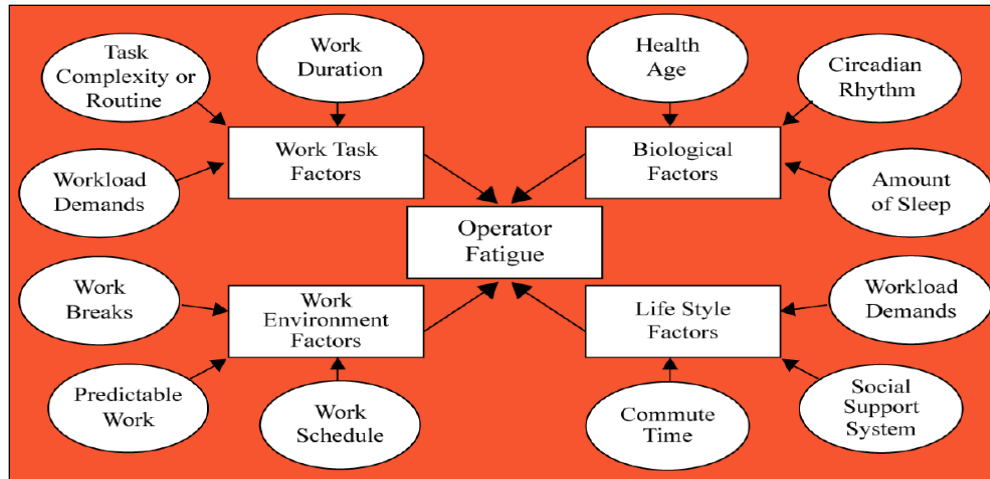 Task
Complexity or
Routine
Work
Duration
Health
Age
Circadian
Rhythm
Work Task
Factors
Biological
Factors
Workload
Demands
Amount
of Sleep
Operator
Fatigue
Work
Breaks
Work
Environment
Factors
Life Style
Factors
Workload
Demands
Predictable
Work
Work
Schedule
Commute
Time
Social
Support
System